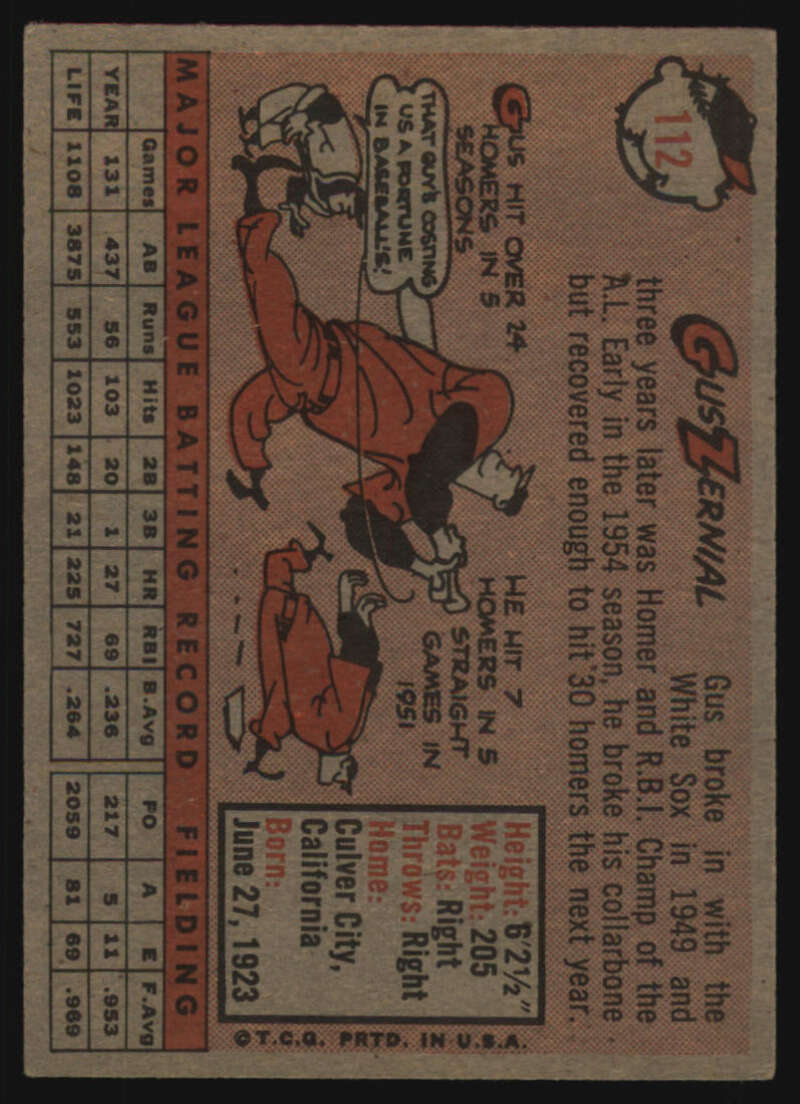 112
GUS ZERNIAL
Gus broke in with the
White Sox in 1949 and
three years later was Homer and R.B.I. Champ of the
A.L. Early in the 1954 season, he broke his collarbone
but recovered enough to hit 30 homers the next year.
GUS HIT OVER 24
HOMERS IN 5
SEASONS
THAT GUY'S COSTING
US A FORTUNE
IN BASEBALL'S!
HE HIT 7
HOMERS IN 5
STRAIGHT
GAMES IN
1951
Height: 6'2½"
Weight: 205
Bats: Right
Throws: Right
Home:
Culver City,
California
Born:
June 27, 1923
©T.C.G. PRTD. IN U.S.A.
MAJOR LEAGUE BATTING RECORD FIELDING
Games AB Runs Hits 2B 3B HR RBI B.Avg PO A E F.Avg
YEAR 131 437 56 103 20 1 27 69 .236 217 5 11 .953
LIFE 1108 3875 553 1023 148 21 225 727 .264 2059 81 69 .969